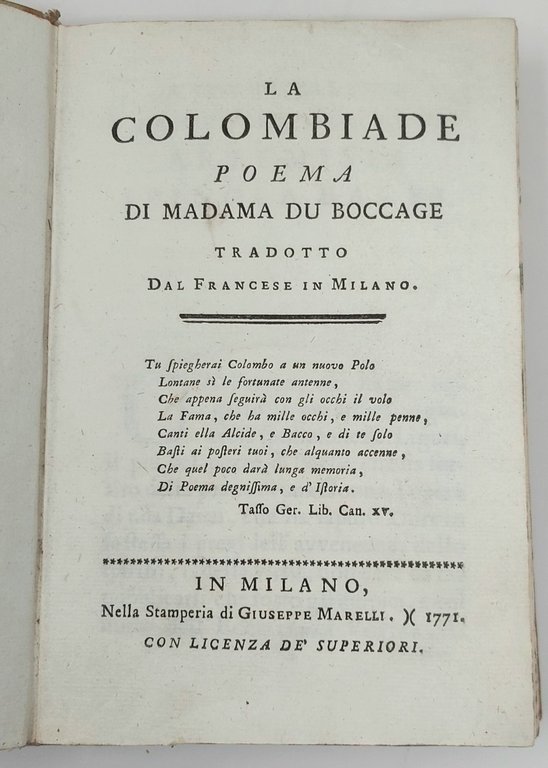 LA
COLOMBIADE
POEMA
DI MADAMA DU BOCCAGE
TRADOTTO
DAL FRANCESE IN MILANO.
Tu ſpiegherai Colombo a un nuovo Polo
Lontane sì le fortunate antenne,
Che appena ſeguirà con gli occhi il volo
La Fama, che ha mille occhi, e mille penne,
Canti ella Alcide, e Bacco, e di te ſolo
Baſti ai poſteri tuoi, che alquanto accenne,
Che quel poco darà lunga memoria,
Di Poema degniſſima, e d' Iſtoria.
Taſſo Ger. Lib. Can. XV.
IN MILANO,
Nella Stamperia di GIUSEPPE MARELLI. )( 1771.
CON LICENZA DE' SUPERIORI.